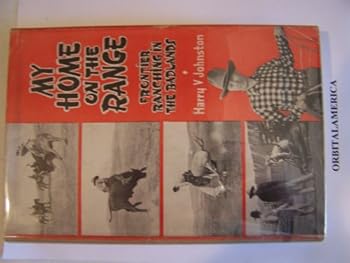 MY
HOME
ON THE
RANGE
FRONTIER
RANCHING IN
THE BADLANDS
Harry V Johnston
ORBITALAMERICA